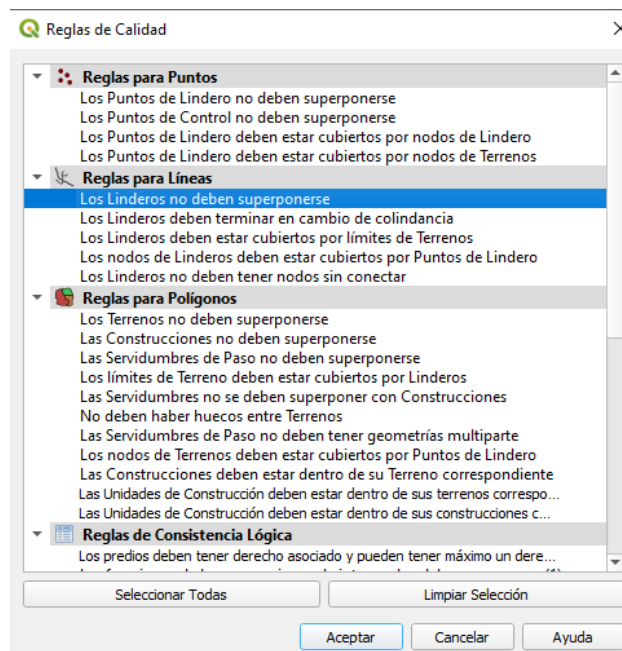 Reglas de Calidad
Reglas para Puntos
Los Puntos de Lindero no deben superponerse
Los Puntos de Control no deben superponerse
Los Puntos de Lindero deben estar cubiertos por nodos de Lindero
Los Puntos de Lindero deben estar cubiertos por nodos de Terrenos
Reglas para Líneas
Los Linderos no deben superponerse
Los Linderos deben terminar en cambio de colindancia
Los Linderos deben estar cubiertos por límites de Terrenos
Los nodos de Linderos deben estar cubiertos por Puntos de Lindero
Los Linderos no deben tener nodos sin conectar
Reglas para Polígonos
Los Terrenos no deben superponerse
Las Construcciones no deben superponerse
Las Servidumbres de Paso no deben superponerse
Los límites de Terreno deben estar cubiertos por Linderos
Las Servidumbres no se deben superponer con Construcciones
No deben haber huecos entre Terrenos
Las Servidumbres de Paso no deben tener geometrías multiparte
Los nodos de Terrenos deben estar cubiertos por Puntos de Lindero
Las Construcciones deben estar dentro de su Terreno correspondiente
Las Unidades de Construcción deben estar dentro de sus terrenos correspo...
Las Unidades de Construcción deben estar dentro de sus construcciones c...
Reglas de Consistencia Lógica
Los predios deben tener derecho asociado y pueden tener máximo un dere...
Seleccionar Todas
Limpiar Selección
Aceptar
Cancelar
Ayuda